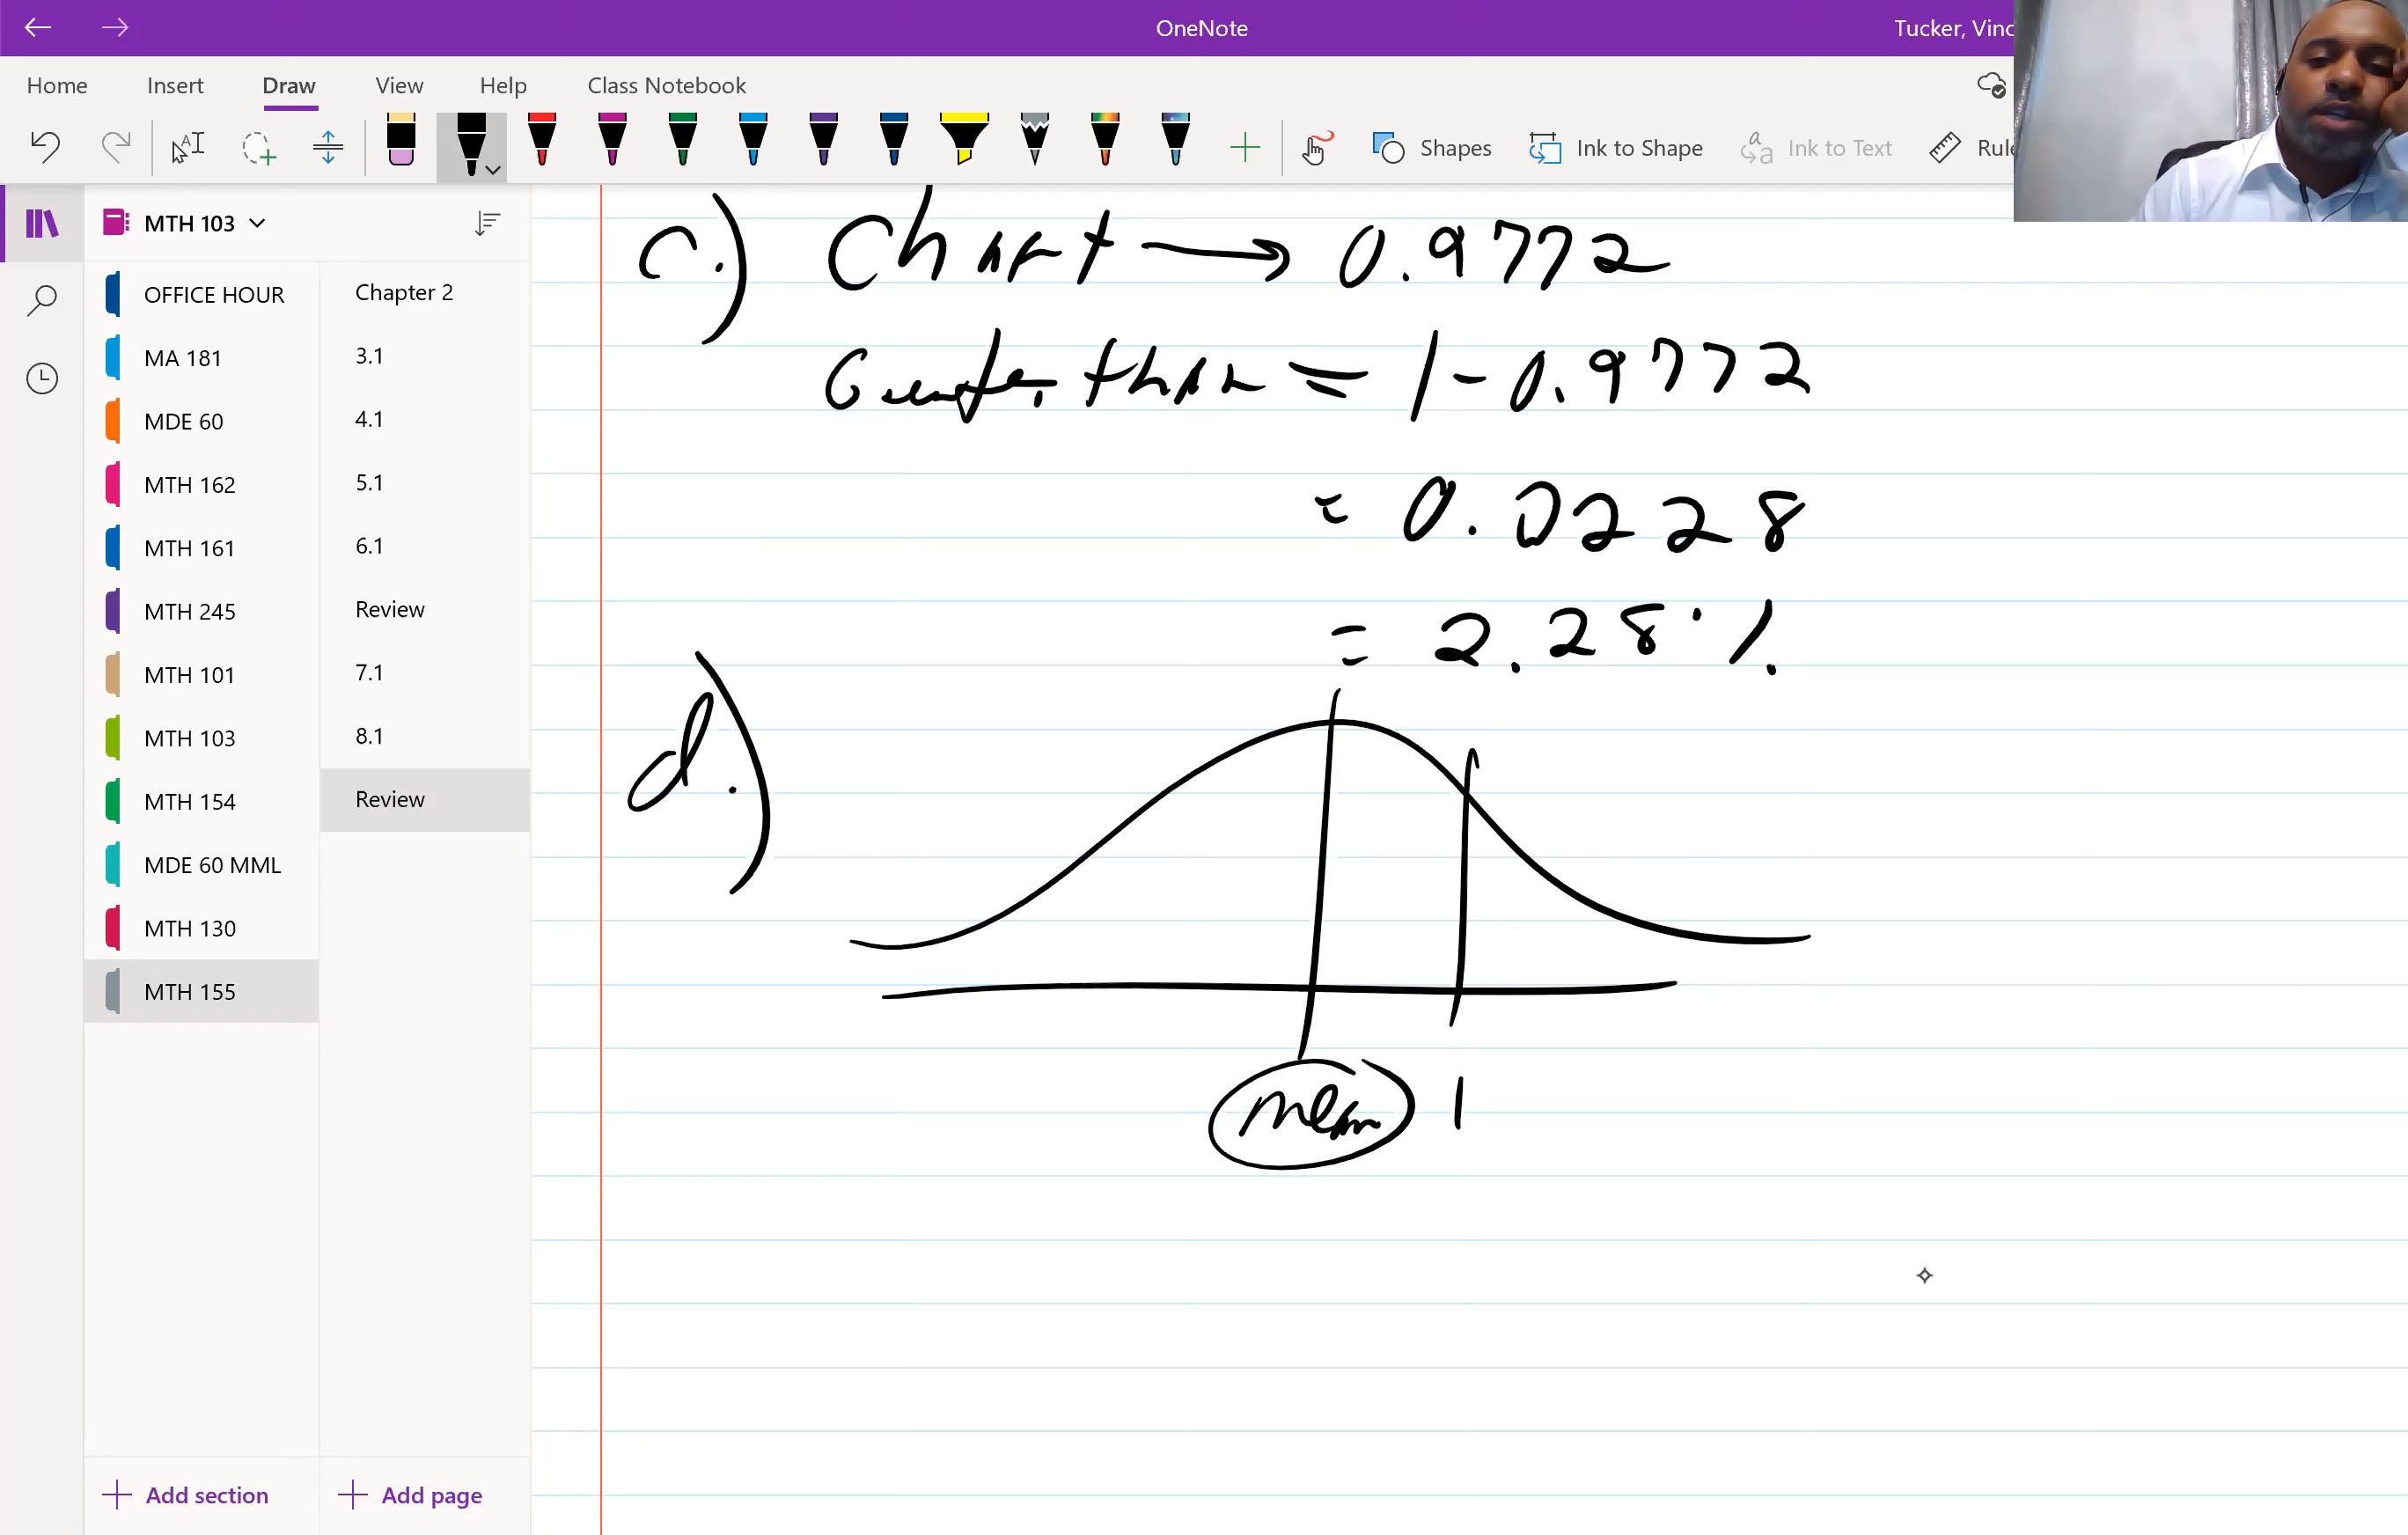 OneNote
Tucker, Vinc
Home Insert Draw View Help Class Notebook
Shapes Ink to Shape Ink to Text Rule
MTH 103
OFFICE HOUR
MA 181
MDE 60
MTH 162
MTH 161
MTH 245
MTH 101
MTH 103
MTH 154
MDE 60 MML
MTH 130
MTH 155
Add section
Chapter 2
3.1
4.1
5.1
6.1
Review
7.1
8.1
Review
Add page
c.) Chart → 0.9772
Greater than = 1 - 0.9772
= 0.0228
= 2.28 %
d.)
mean 1